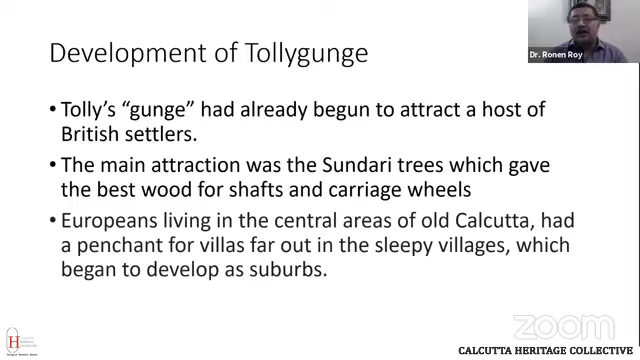 Dr. Ronen Roy
Development of Tollygunge
• Tolly's "gunge" had already begun to attract a host of
British settlers.
• The main attraction was the Sundari trees which gave
the best wood for shafts and carriage wheels
• Europeans living in the central areas of old Calcutta, had
a penchant for villas far out in the sleepy villages, which
began to develop as suburbs.
zoom
H
CALCUTTA HERITAGE COLLECTIVE